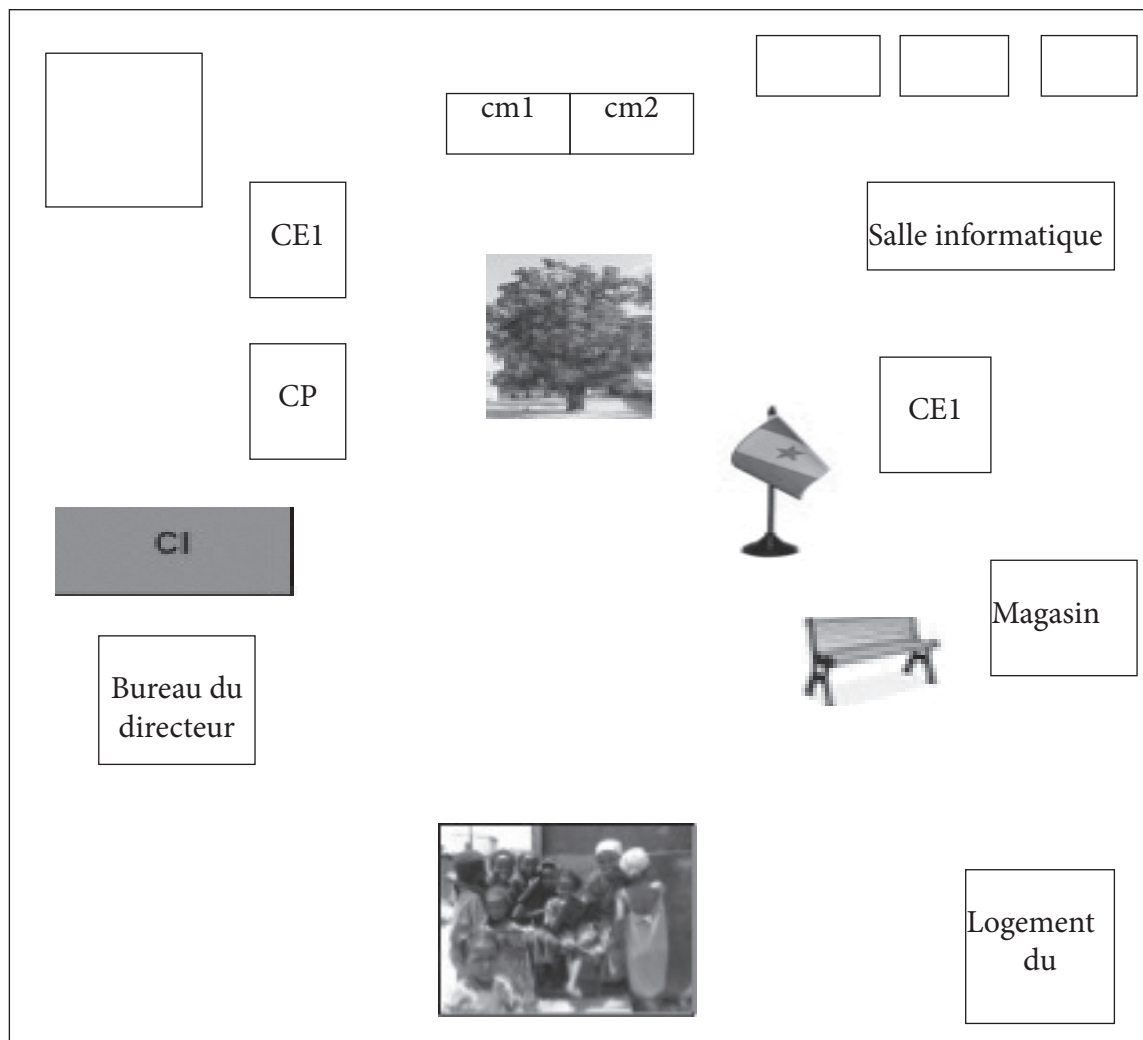 cm1 cm2
CE1
Salle informatique
CP
CE1
CI
Magasin
Bureau du
directeur
Logement
du